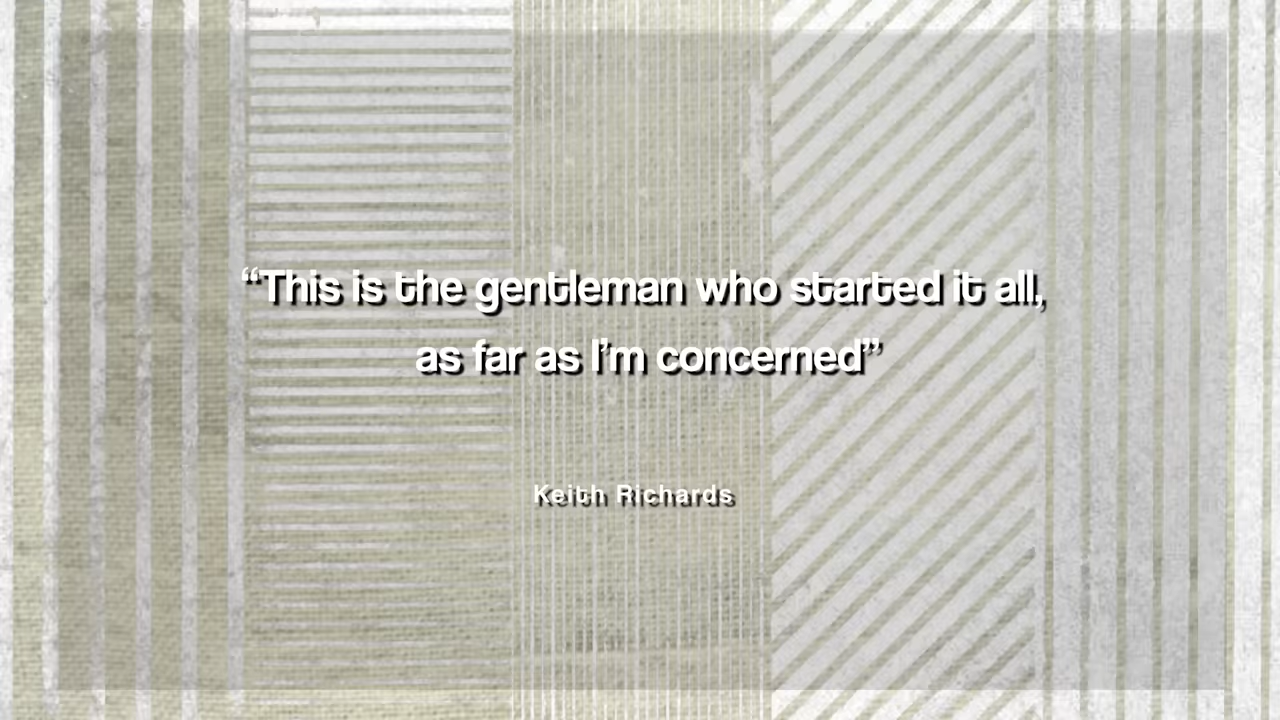 “This is the gentleman who started it all,
as far as I’m concerned”
Keith Richards